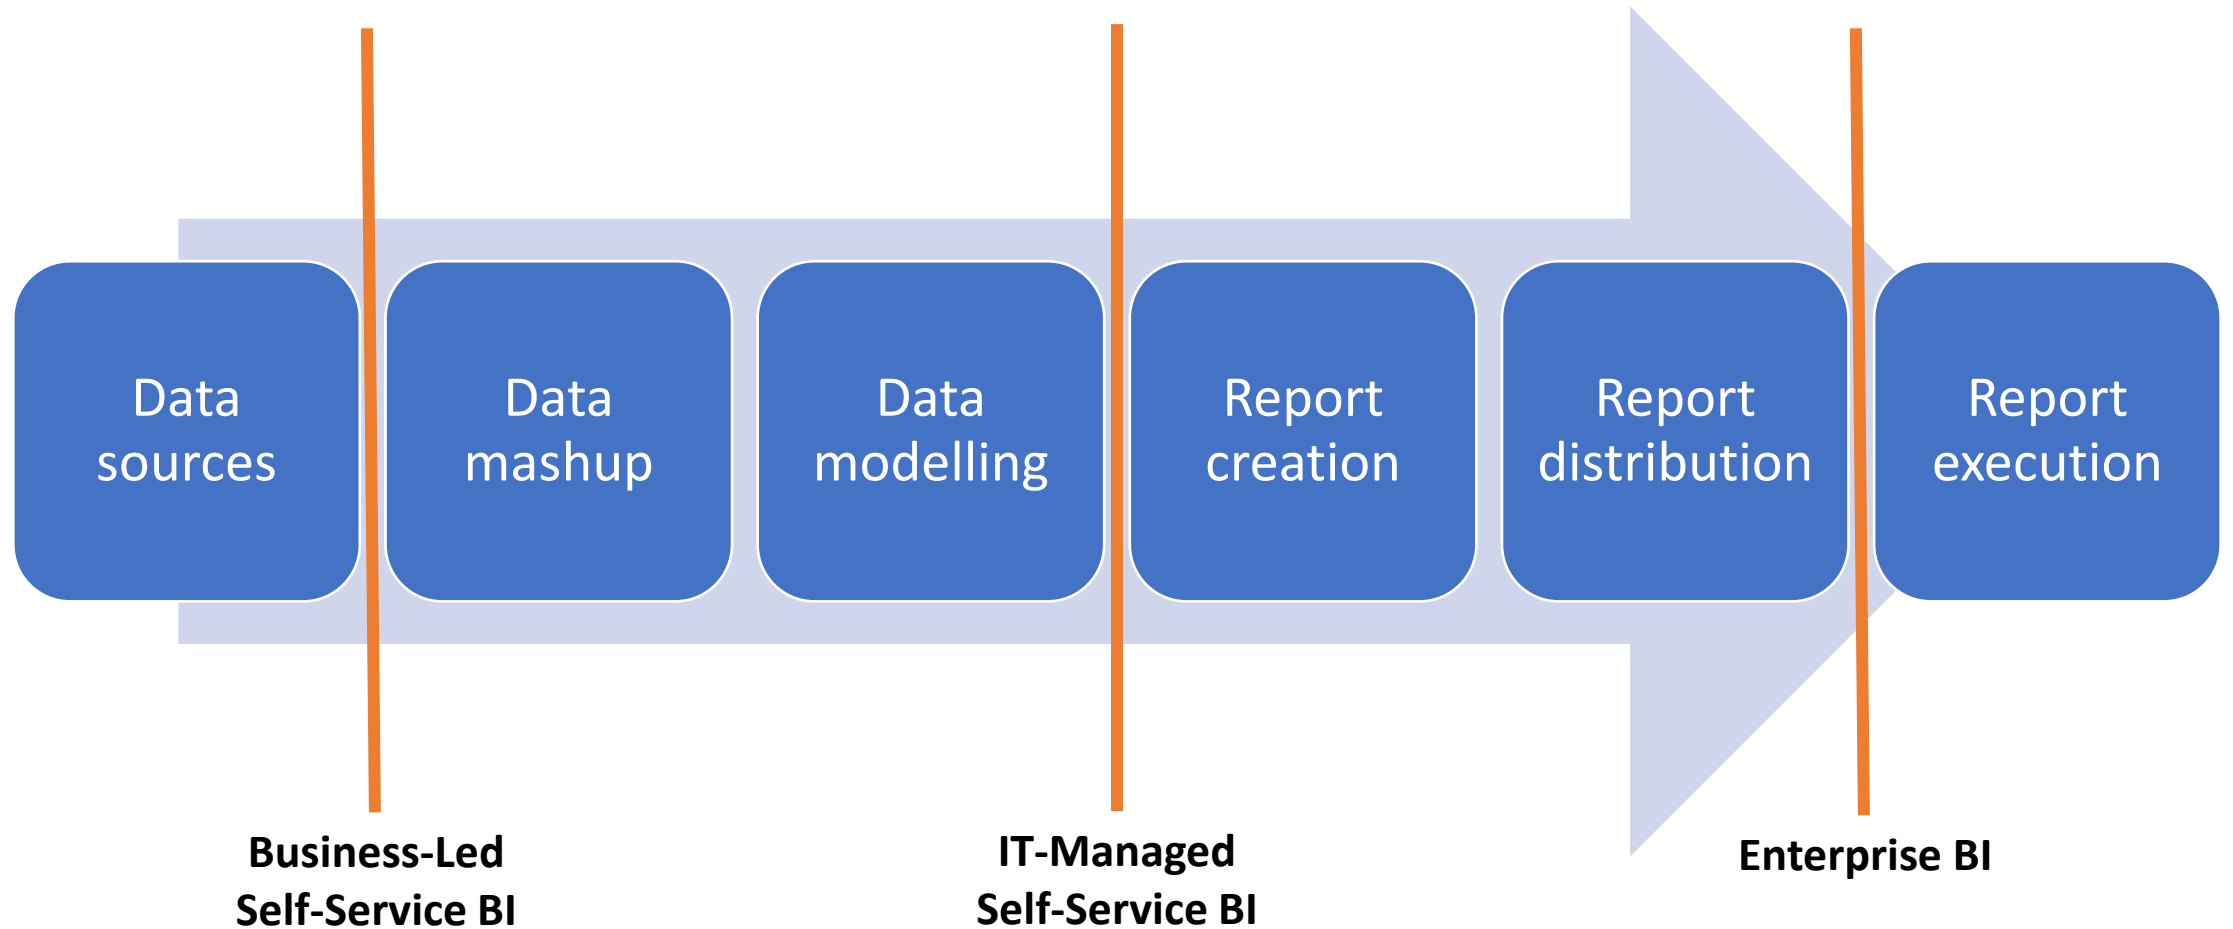 Data
sources
Data
mashup
Data
modelling
Report
creation
Report
distribution
Report
execution
Business-Led
Self-Service BI
IT-Managed
Self-Service BI
Enterprise BI